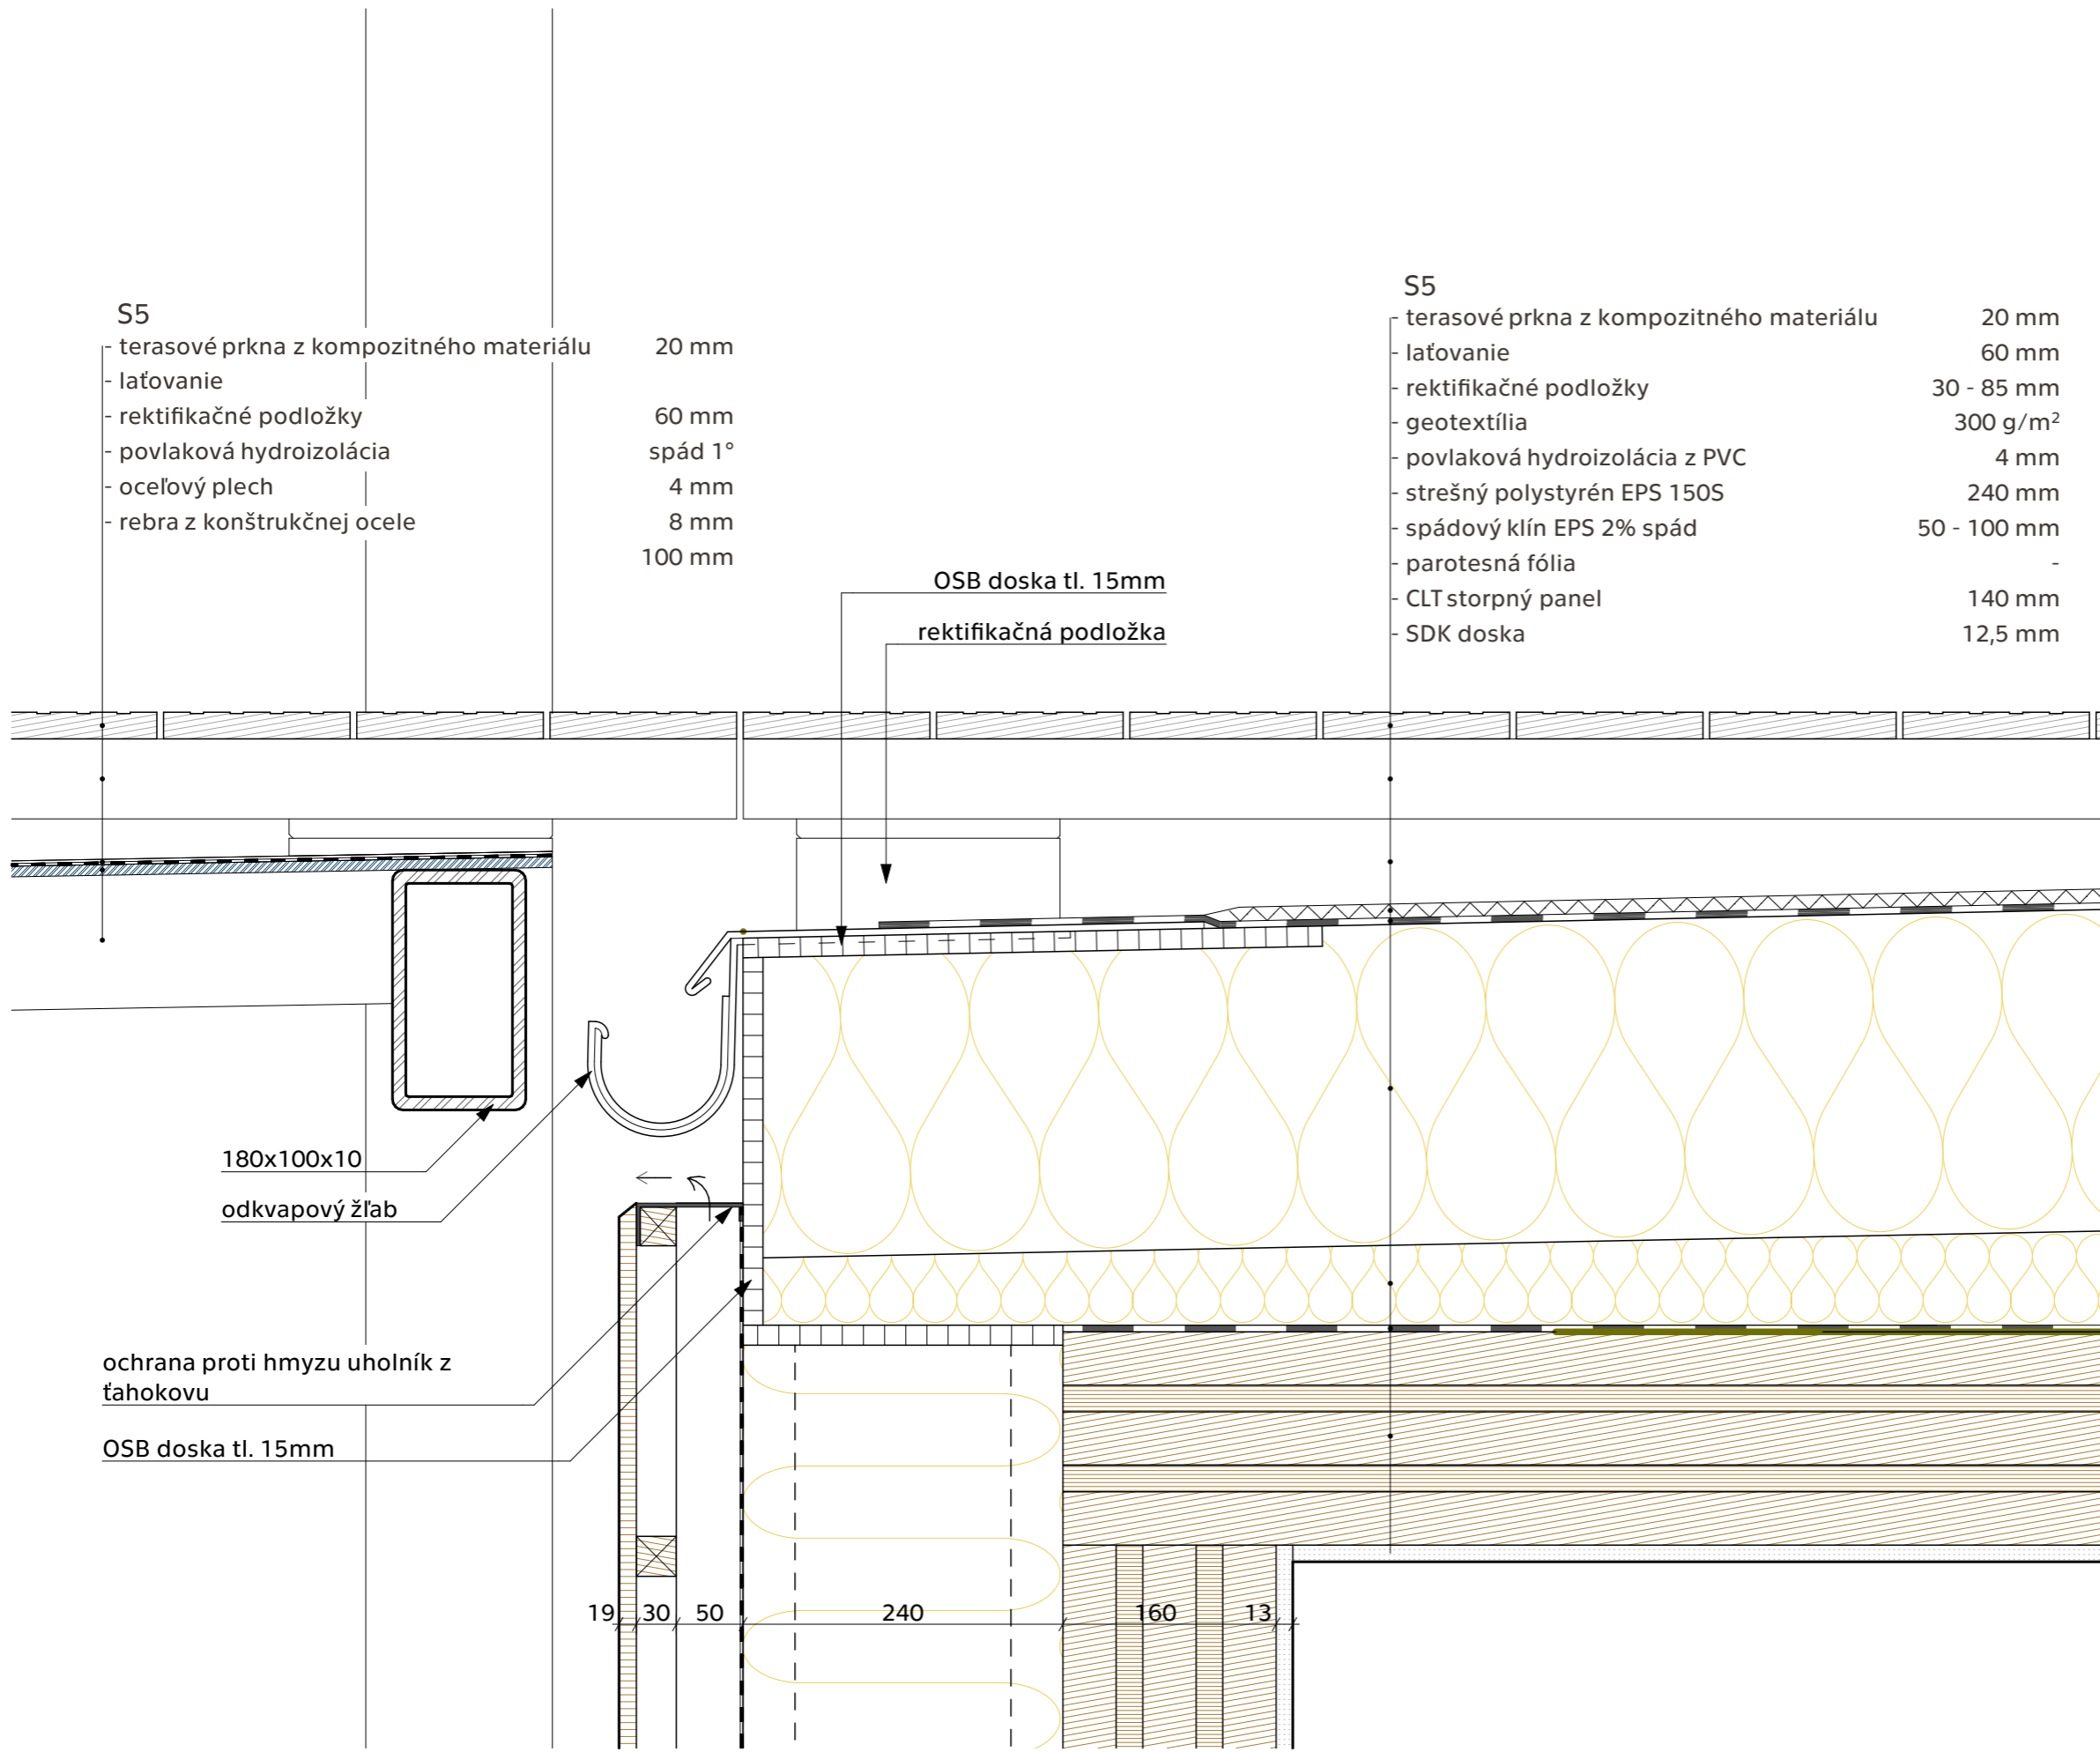 S5
- terasové prkna z kompozitného materiálu 20 mm
- laťovanie
- rektifikačné podložky 60 mm
- povlaková hydroizolácia spád 1°
- oceľový plech 4 mm
- rebra z konštrukčnej ocele 8 mm
100 mm
S5
- terasové prkna z kompozitného materiálu 20 mm
- laťovanie 60 mm
- rektifikačné podložky 30 - 85 mm
- geotextília 300 g/m²
- povlaková hydroizolácia z PVC 4 mm
- strešný polystyrén EPS 150S 240 mm
- spádový klín EPS 2% spád 50 - 100 mm
- parotesná fólia -
- CLT storpný panel 140 mm
- SDK doska 12,5 mm
OSB doska tl. 15mm
rektifikačná podložka
180x100x10
odkvapový žľab
ochrana proti hmyzu uholník z
ťahokovu
OSB doska tl. 15mm
19 30 50 240 160 13